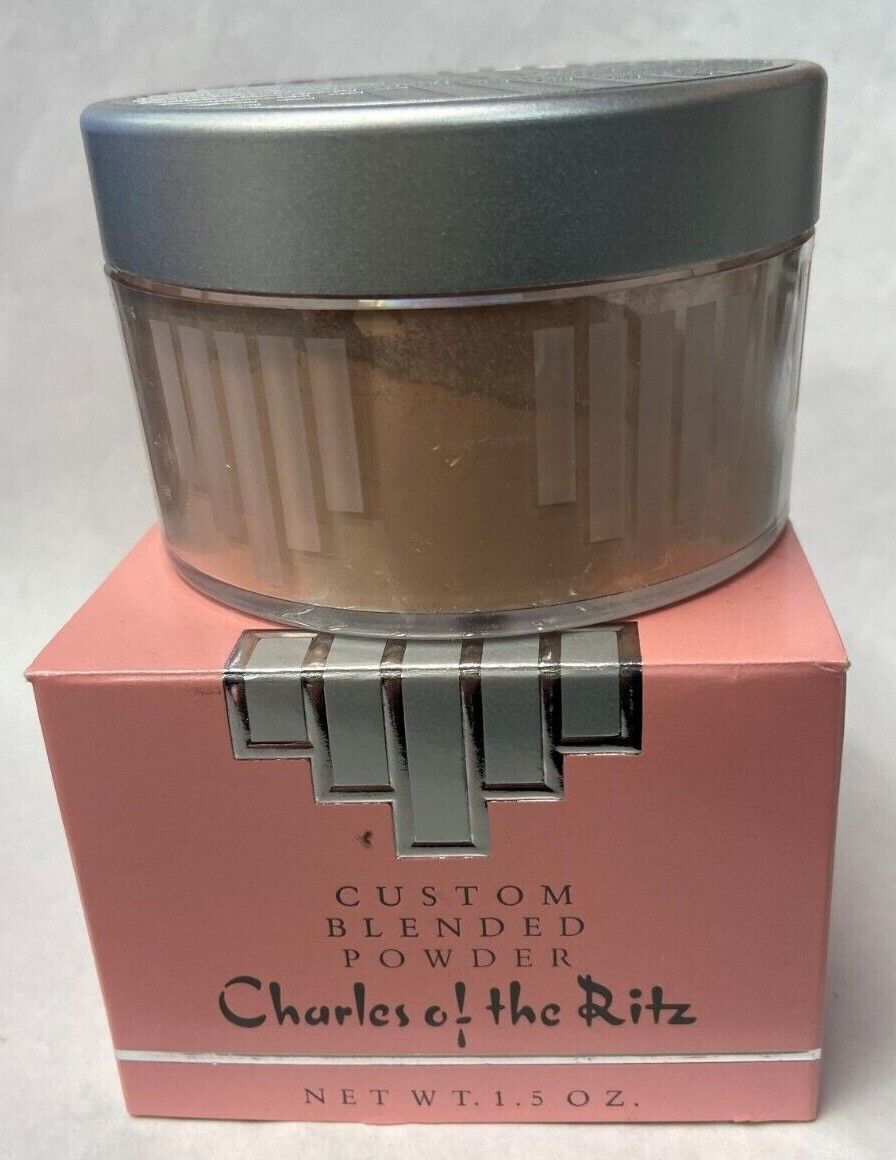 CUSTOM
BLENDED
POWDER
Charles of the Ritz
NET WT. 1.5 OZ.